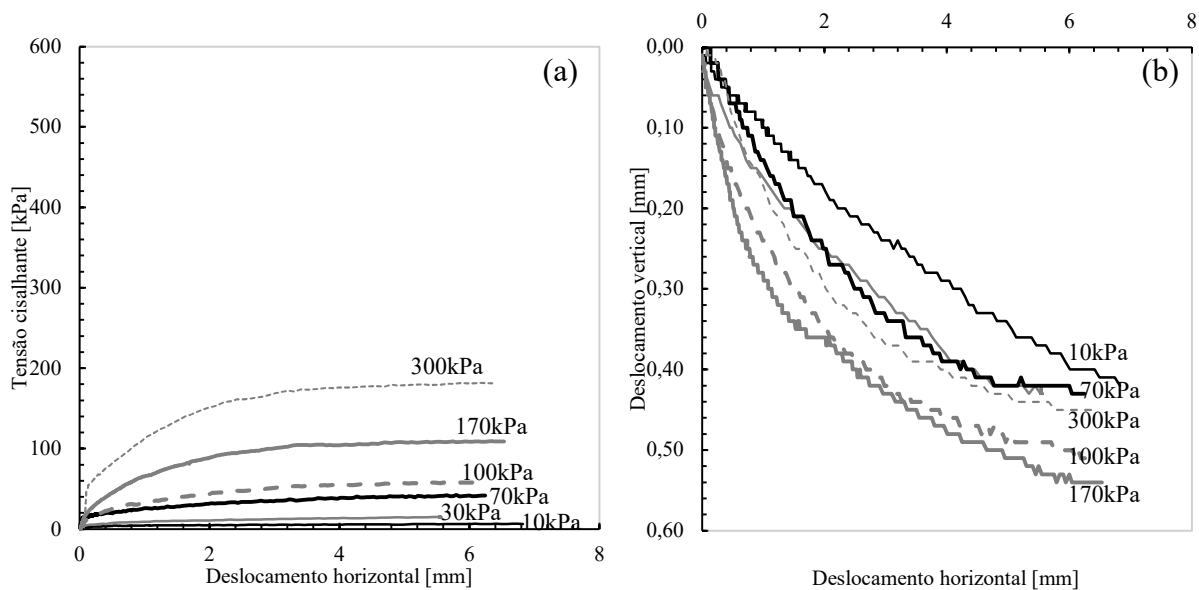 (a)
600
500
400
300
200
100
0
Tensão cisalhante [kPa]
300kPa
170kPa
100kPa
70kPa
30kPa
10kPa
0 2 4 6 8
Deslocamento horizontal [mm]
0 2 4 6 8
(b)
0,00
0,10
0,20
0,30
0,40
0,50
0,60
Deslocamento vertical [mm]
10kPa
70kPa
300kPa
100kPa
170kPa
Deslocamento horizontal [mm]